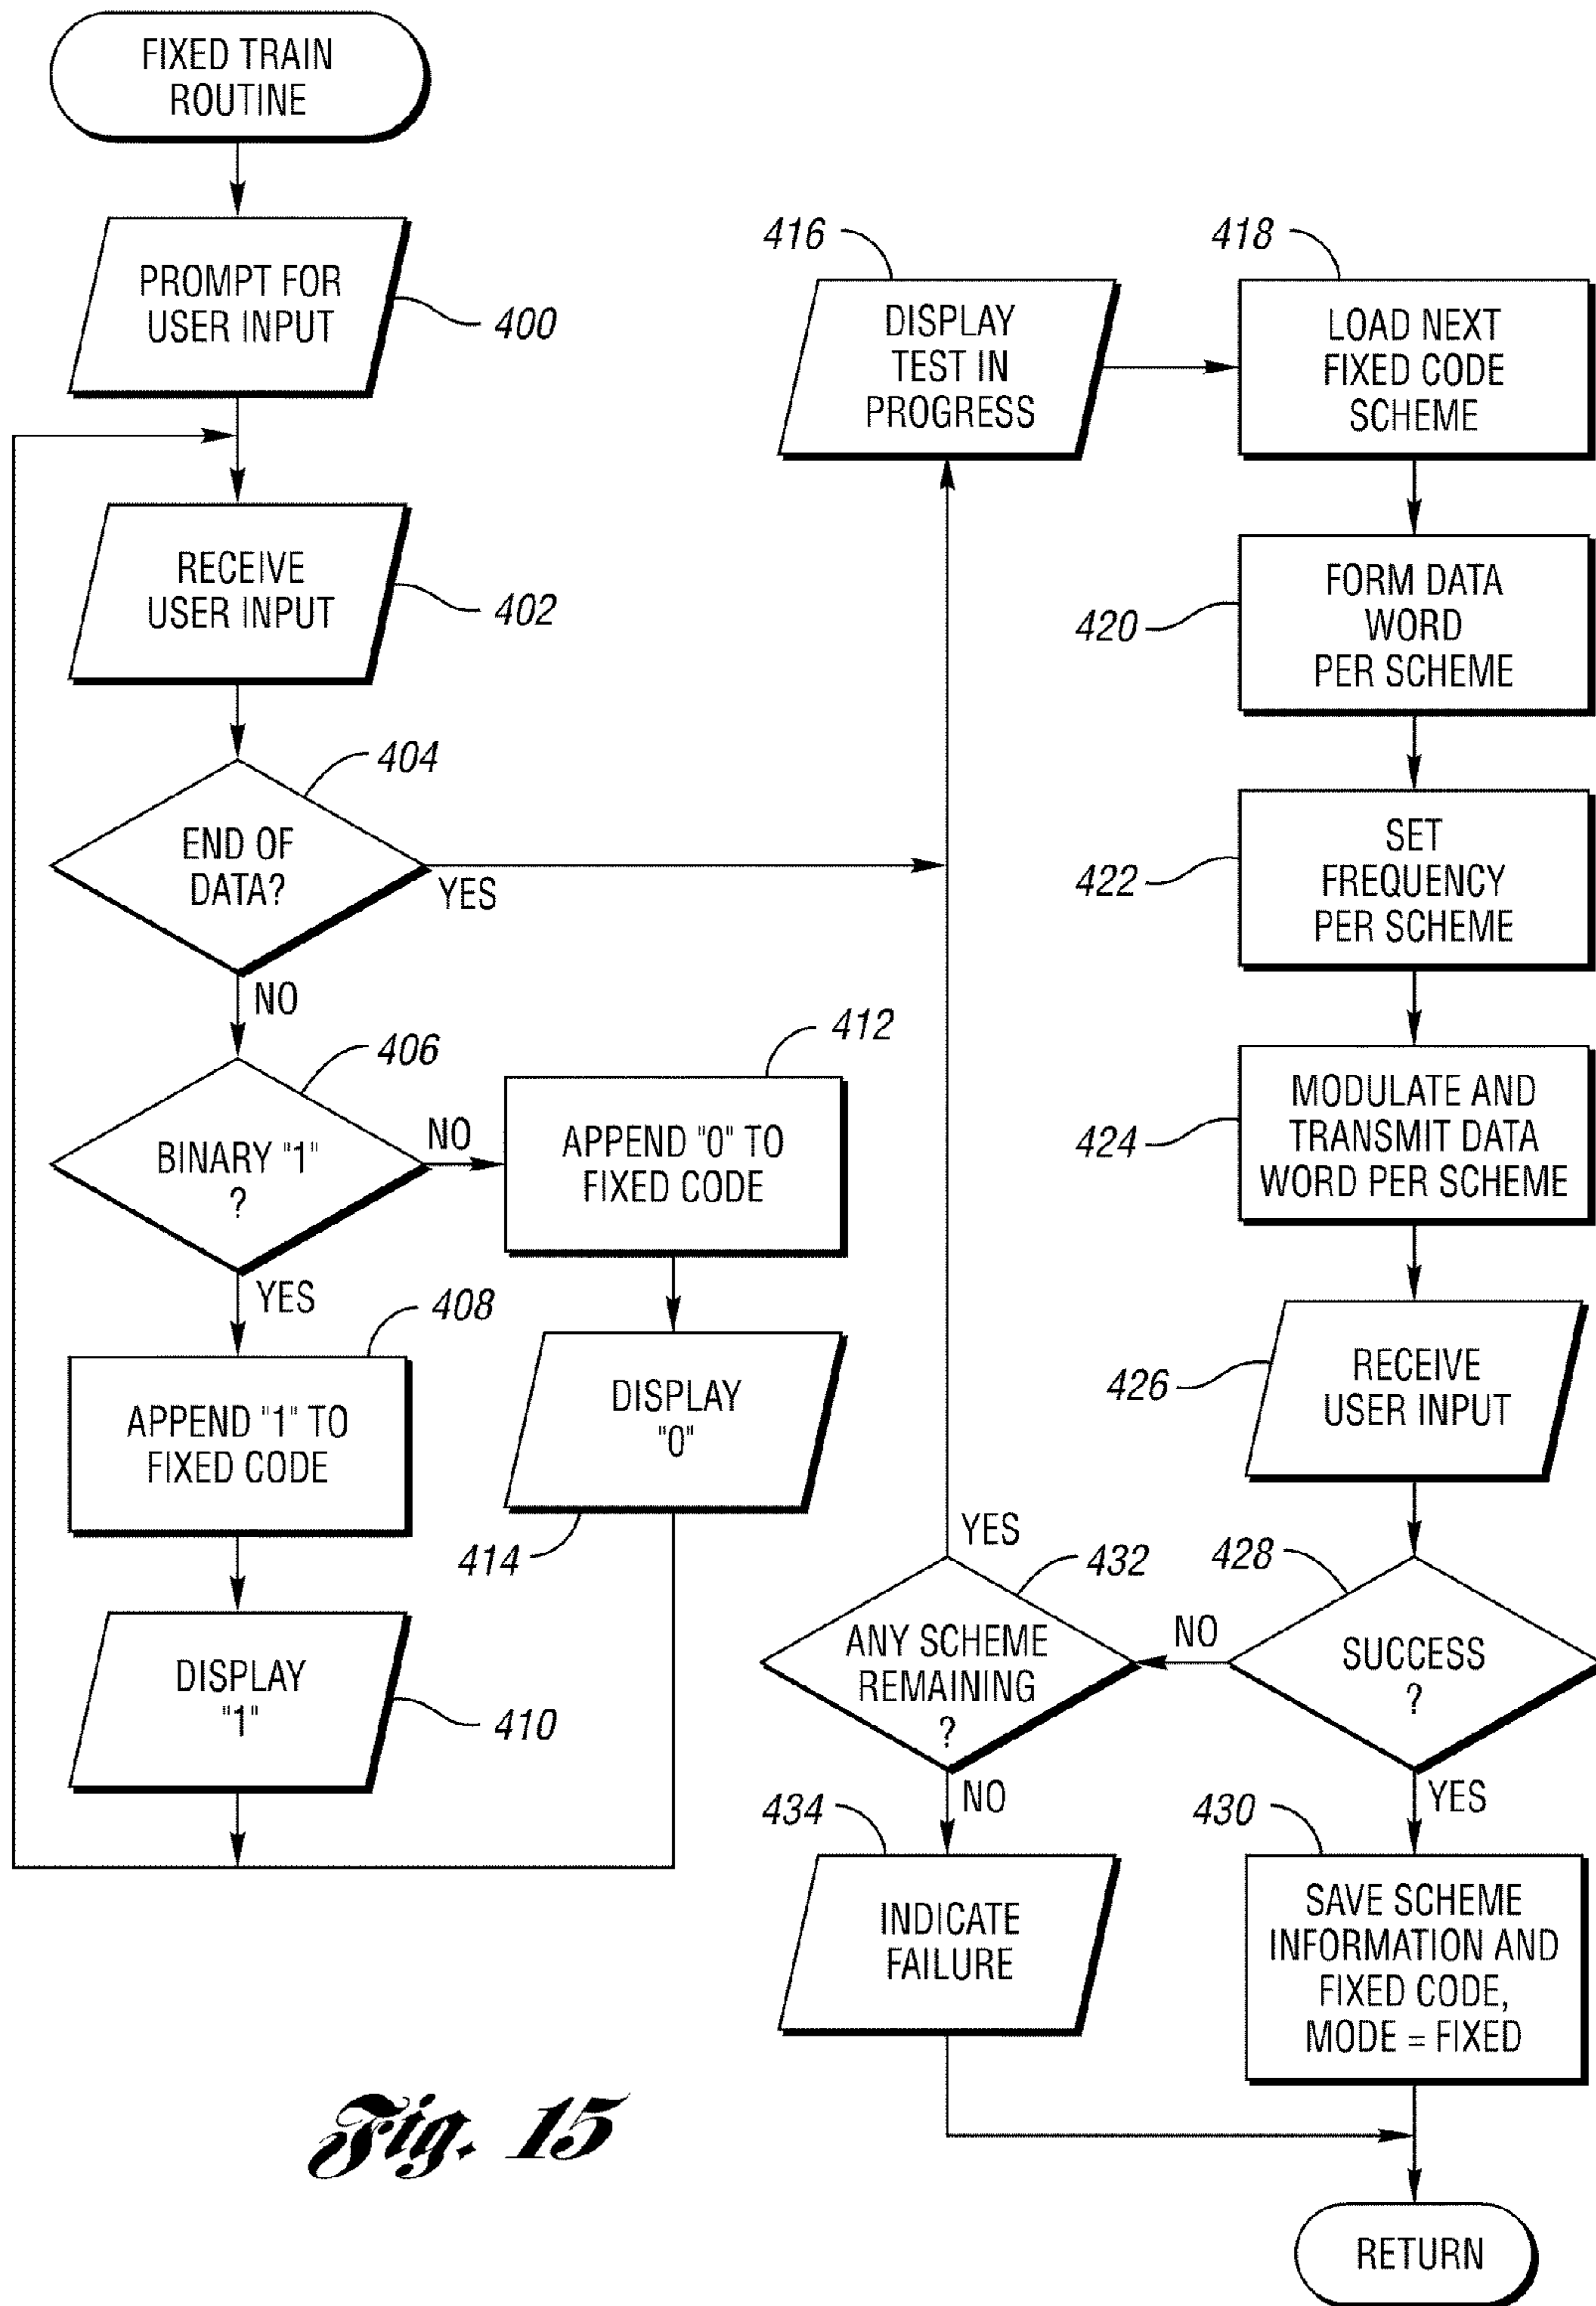 FIXED TRAIN
ROUTINE
PROMPT FOR
USER INPUT
400
RECEIVE
USER INPUT
402
404
END OF
DATA?
YES
NO
406
BINARY "1"
?
NO
YES
412
APPEND "0" TO
FIXED CODE
408
APPEND "1" TO
FIXED CODE
DISPLAY
"0"
414
DISPLAY
"1"
410
416
DISPLAY
TEST IN
PROGRESS
418
LOAD NEXT
FIXED CODE
SCHEME
420
FORM DATA
WORD
PER SCHEME
422
SET
FREQUENCY
PER SCHEME
424
MODULATE AND
TRANSMIT DATA
WORD PER SCHEME
426
RECEIVE
USER INPUT
428
SUCCESS
?
NO
YES
432
ANY SCHEME
REMAINING
?
YES
NO
434
INDICATE
FAILURE
430
SAVE SCHEME
INFORMATION AND
FIXED CODE,
MODE = FIXED
RETURN
Fig. 15